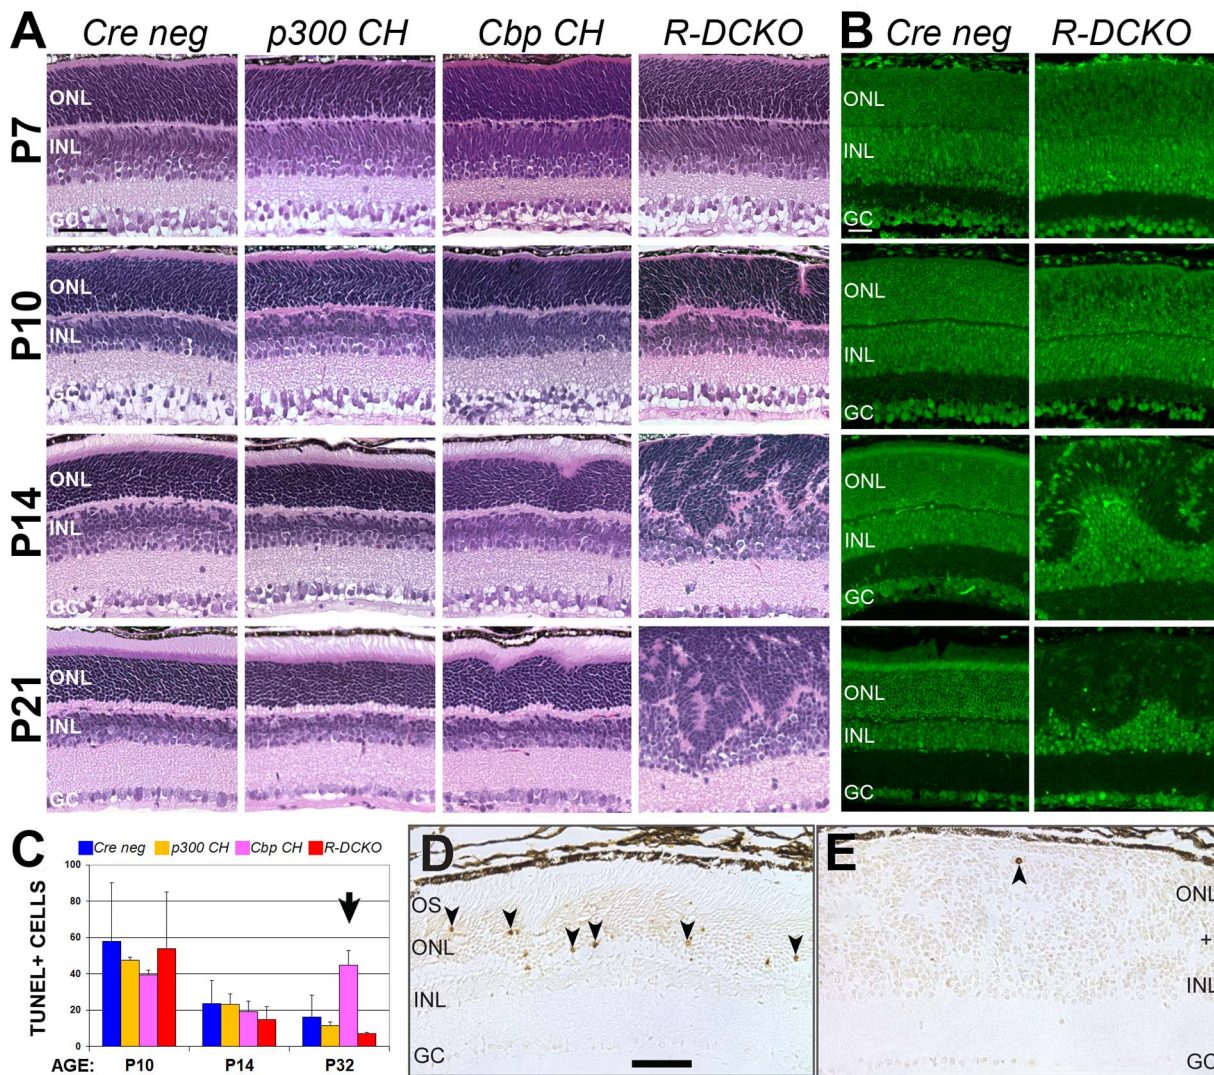 A
Cre neg
p300 CH
Cbp CH
R-DCKO
B
Cre neg
R-DCKO
P7
ONL
INL
GC
ONL
INL
GC
P10
ONL
INL
GC
ONL
INL
GC
P14
ONL
INL
GC
ONL
INL
GC
P21
ONL
INL
GC
ONL
INL
GC
C
Cre neg
p300 CH
Cbp CH
R-DCKO
TUNEL+ CELLS
100
80
60
40
20
0
AGE: P10 P14 P32
D
OS
ONL
INL
GC
E
ONL
+
INL
GC